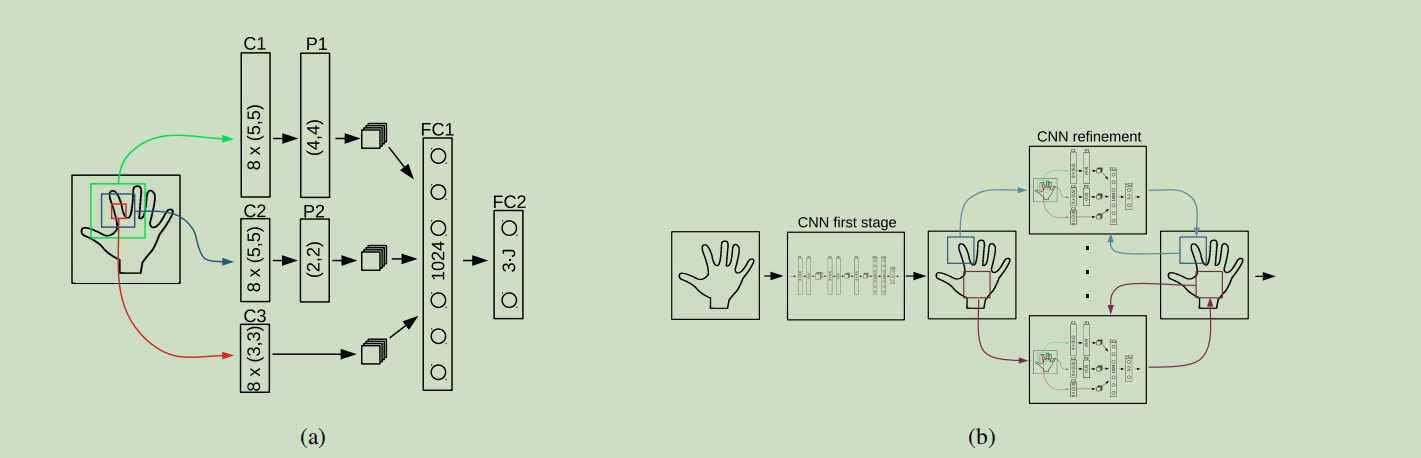 C1
P1
8 x (5,5)
(4,4)
FC1
C2
P2
8 x (5,5)
(2,2)
1024
FC2
3·J
C3
8 x (3,3)
(a)
CNN refinement
CNN first stage
(b)